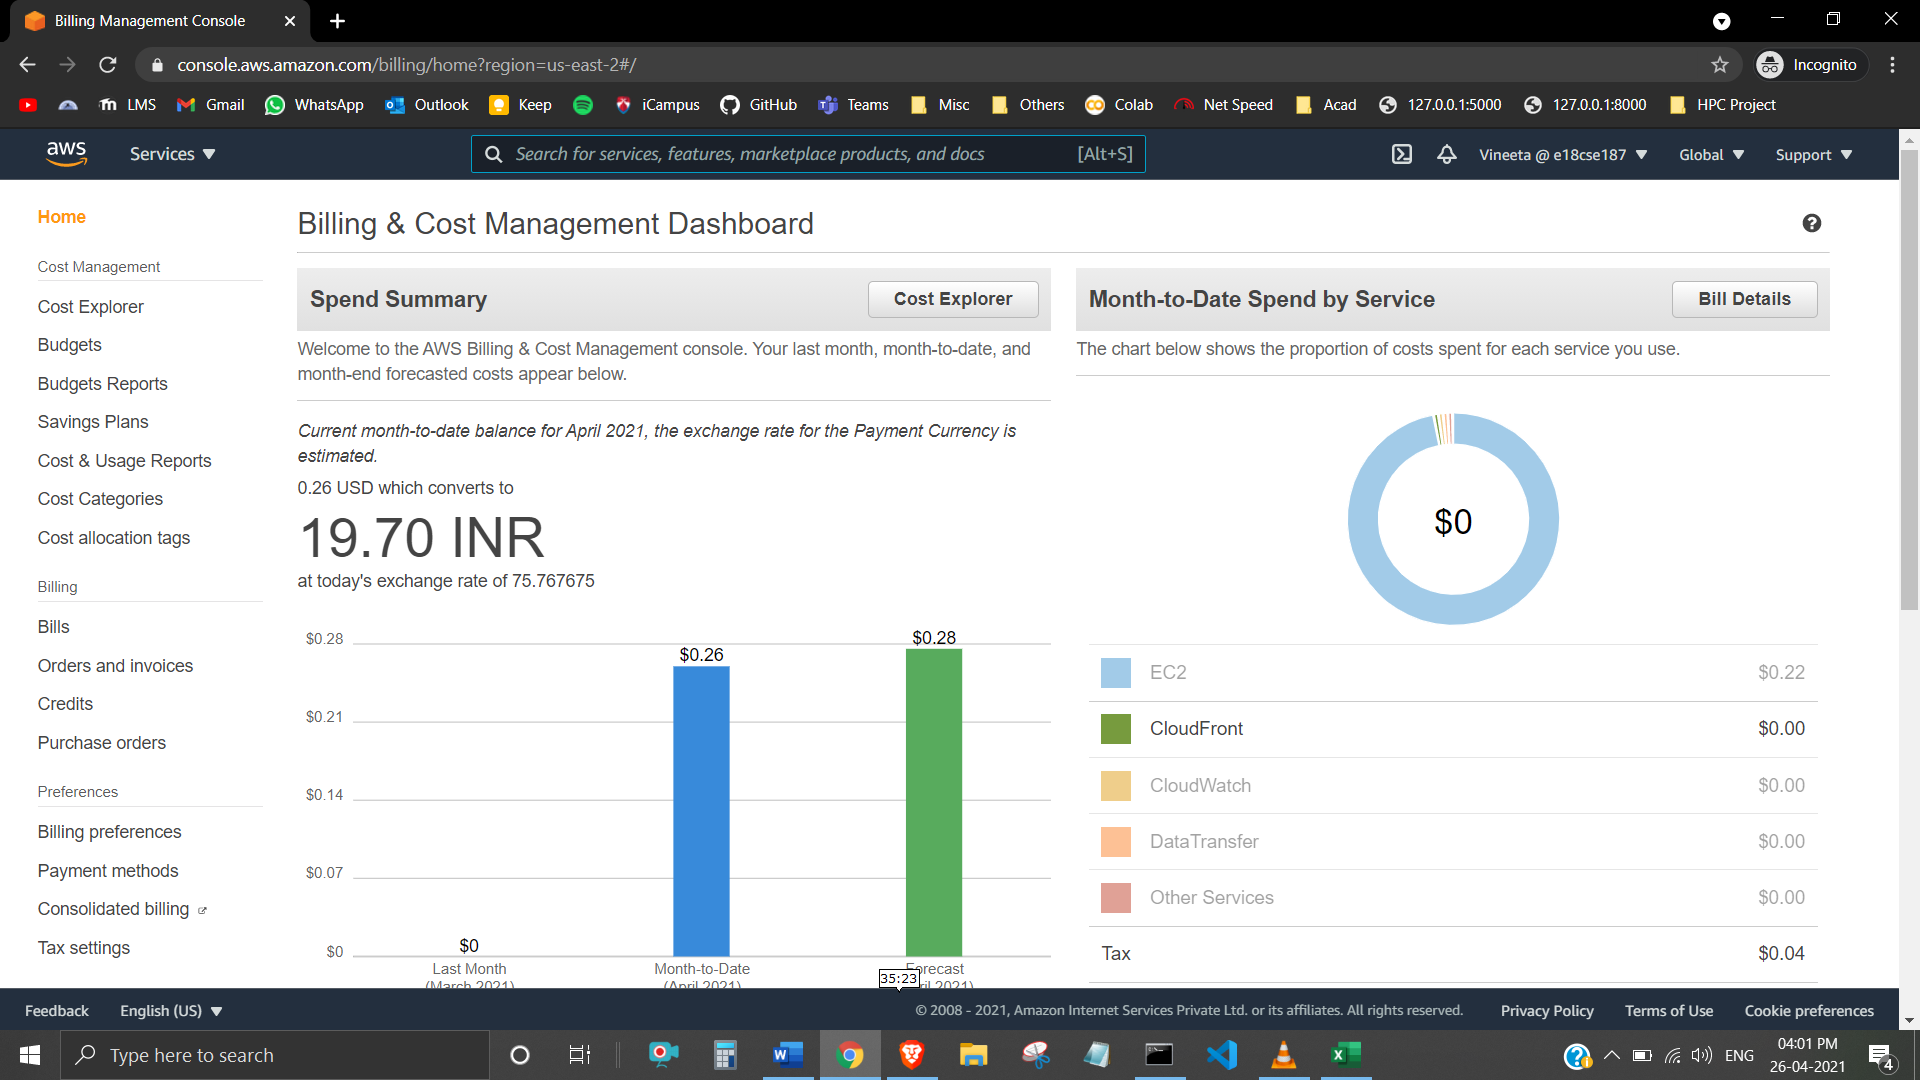 Billing Management Console
console.aws.amazon.com/billing/home?region=us-east-2#/
Incognito
LMS
Gmail
WhatsApp
Outlook
Keep
iCampus
GitHub
Teams
Misc
Others
Colab
Net Speed
Acad
127.0.0.1:5000
127.0.0.1:8000
HPC Project
aws
Services
Search for services, features, marketplace products, and docs
[Alt+S]
Vineeta @ e18cse187
Global
Support
Home
Cost Management
Cost Explorer
Budgets
Budgets Reports
Savings Plans
Cost & Usage Reports
Cost Categories
Cost allocation tags
Billing
Bills
Orders and invoices
Credits
Purchase orders
Preferences
Billing preferences
Payment methods
Consolidated billing
Tax settings
Billing & Cost Management Dashboard
Spend Summary
Cost Explorer
Welcome to the AWS Billing & Cost Management console. Your last month, month-to-date, and
month-end forecasted costs appear below.
Current month-to-date balance for April 2021, the exchange rate for the Payment Currency is
estimated.
0.26 USD which converts to
19.70 INR
at today's exchange rate of 75.767675
$0.28
$0.21
$0.14
$0.07
$0
$0
$0.26
$0.28
Last Month
(March 2021)
Month-to-Date
(April 2021)
Forecast
35:23
Month-to-Date Spend by Service
Bill Details
The chart below shows the proportion of costs spent for each service you use.
$0
EC2 $0.22
CloudFront $0.00
CloudWatch $0.00
DataTransfer $0.00
Other Services $0.00
Tax $0.04
Feedback
English (US)
© 2008 - 2021, Amazon Internet Services Private Ltd. or its affiliates. All rights reserved.
Privacy Policy
Terms of Use
Cookie preferences
Type here to search
ENG
04:01 PM
26-04-2021
4